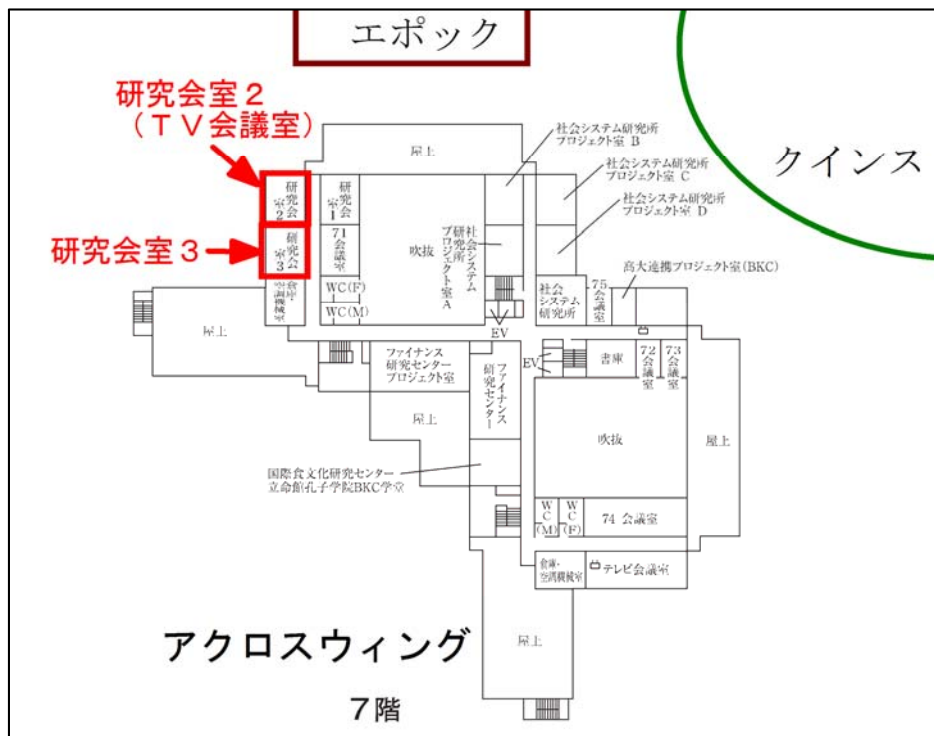 エポック
クインス
研究会室２
（ＴＶ会議室）
研究会室３
屋上
社会システム研究所
プロジェクト室 B
社会システム研究所
プロジェクト室 C
社会システム研究所
プロジェクト室 D
研究会
室2
研究会
室1
研究会
室3
71会議室
吹抜
社会システム
研究所
プロジェクト室A
高大連携プロジェクト室(BKC)
倉庫・
空調機械室
WC(F)
WC(M)
社会
システム
研究所
75会議室
EV
屋上
ファイナンス
研究センター
プロジェクト室
ファイナンス
研究センター
EV
書庫
72会議室
73会議室
屋上
吹抜
屋上
国際食文化研究センター
立命館孔子学院BKC学堂
WC(M)
WC(F)
74 会議室
倉庫・
空調機械室
テレビ会議室
屋上
アクロスウィング
７階